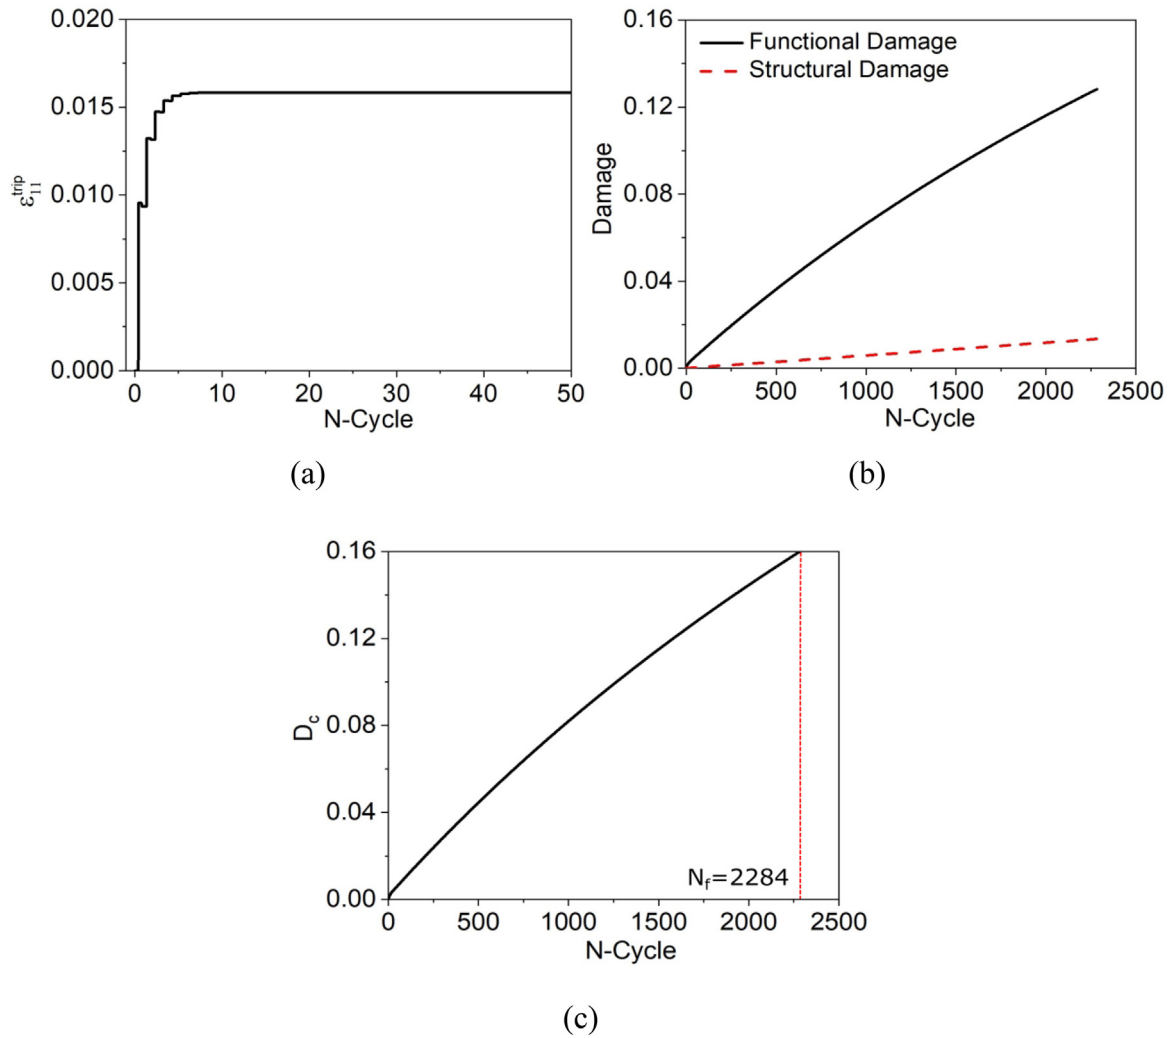 0.020
0.015
0.010
0.005
0.000
ε₁₁ᵗʳⁱᵖ
0 10 20 30 40 50
N-Cycle
(a)
0.16
0.12
0.08
0.04
0.00
Damage
Functional Damage
Structural Damage
0 500 1000 1500 2000 2500
N-Cycle
(b)
0.16
0.12
0.08
0.04
0.00
D_c
N_f=2284
0 500 1000 1500 2000 2500
N-Cycle
(c)